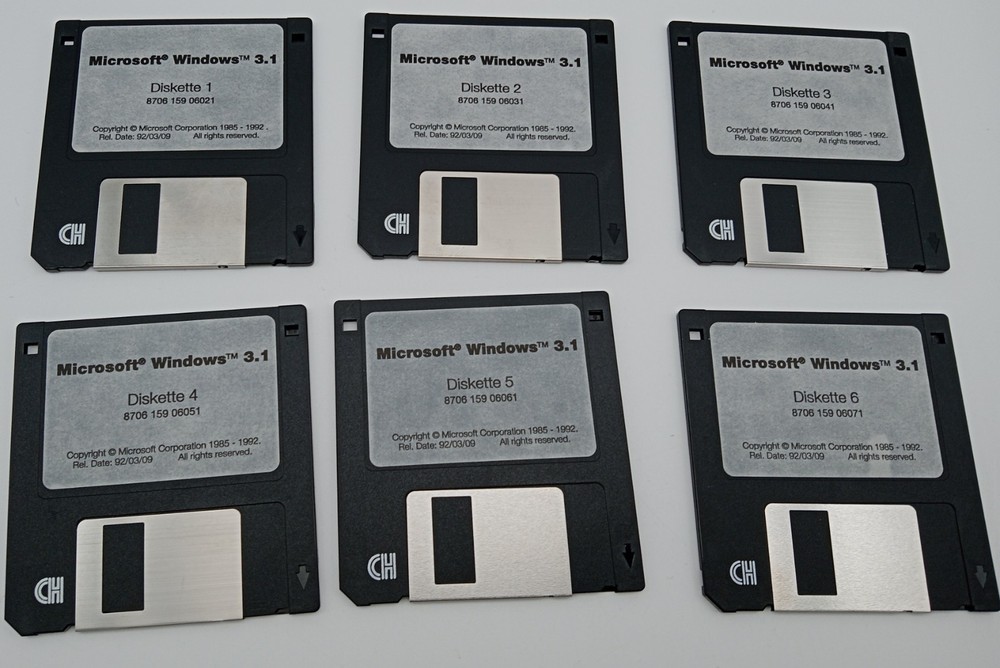 Microsoft® Windows™ 3.1
Diskette 1
8706 159 06021
Copyright © Microsoft Corporation 1985 - 1992.
Rel. Date: 92/03/09 All rights reserved.
CH
Microsoft® Windows™ 3.1
Diskette 2
8706 159 06031
Copyright © Microsoft Corporation 1985 - 1992.
Rel. Date: 92/03/09 All rights reserved.
CH
Microsoft® Windows™ 3.1
Diskette 3
8706 159 06041
Copyright © Microsoft Corporation 1985 - 1992.
Rel. Date: 92/03/09 All rights reserved.
CH
Microsoft® Windows™ 3.1
Diskette 4
8706 159 06051
Copyright © Microsoft Corporation 1985 - 1992.
Rel. Date: 92/03/09 All rights reserved.
CH
Microsoft® Windows™ 3.1
Diskette 5
8706 159 06061
Copyright © Microsoft Corporation 1985 - 1992.
Rel. Date: 92/03/09 All rights reserved.
CH
Microsoft® Windows™ 3.1
Diskette 6
8706 159 06071
Copyright © Microsoft Corporation 1985 - 1992.
Rel. Date: 92/03/09 All rights reserved.
CH